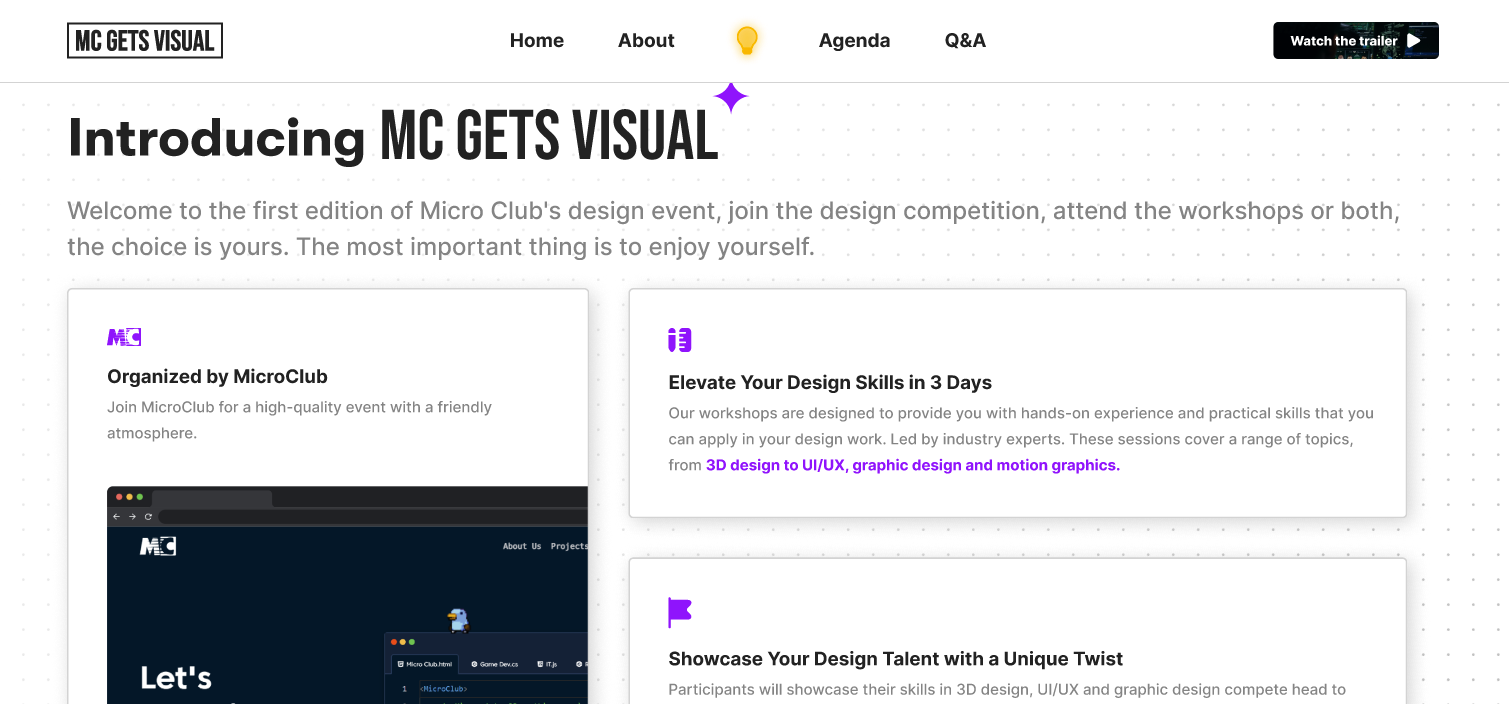 MC GETS VISUAL
Home
About
Agenda
Q&A
Watch the trailer
Introducing MC GETS VISUAL
Welcome to the first edition of Micro Club's design event, join the design competition, attend the workshops or both,
the choice is yours. The most important thing is to enjoy yourself.
MC
Organized by MicroClub
Join MicroClub for a high-quality event with a friendly
atmosphere.
MC
About Us Projects
Let's
Micro Club.html
Game Dev.cs
IT.js
1 <MicroClub>
Elevate Your Design Skills in 3 Days
Our workshops are designed to provide you with hands-on experience and practical skills that you
can apply in your design work. Led by industry experts. These sessions cover a range of topics,
from 3D design to UI/UX, graphic design and motion graphics.
Showcase Your Design Talent with a Unique Twist
Participants will showcase their skills in 3D design, UI/UX and graphic design compete head to